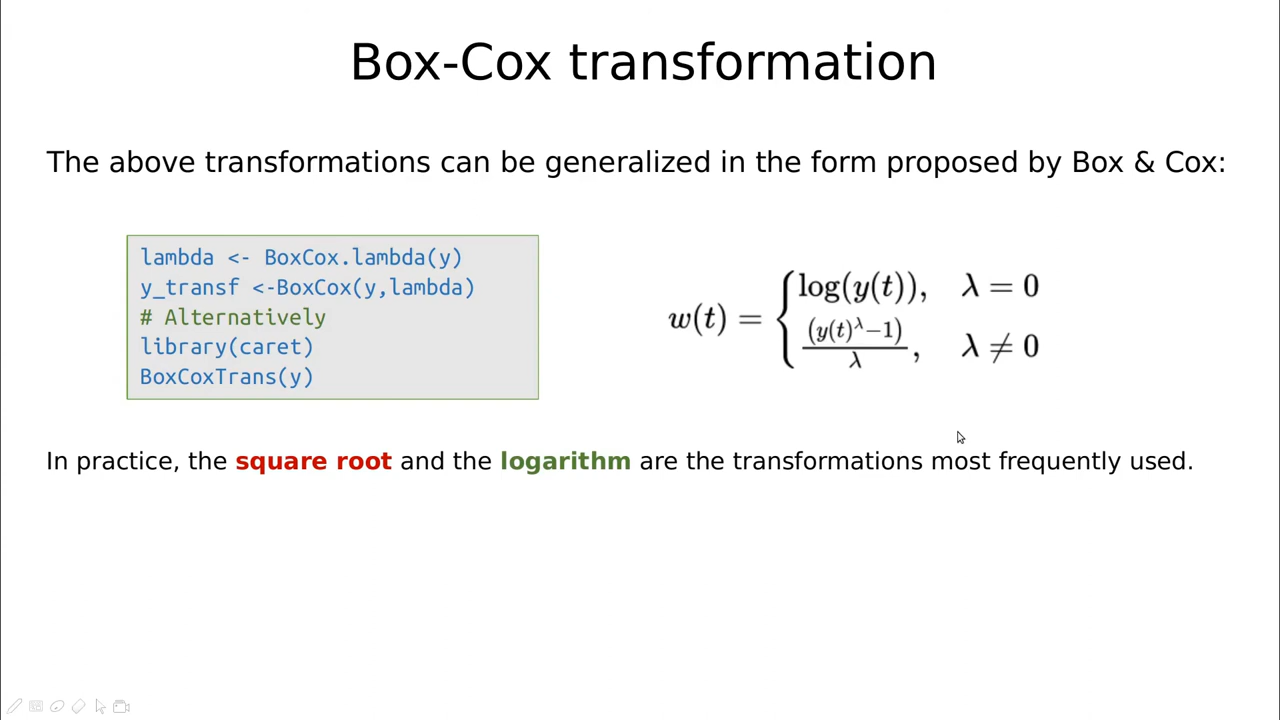 Box-Cox transformation
The above transformations can be generalized in the form proposed by Box & Cox:
lambda <- BoxCox.lambda(y)
y_transf <-BoxCox(y,lambda)
# Alternatively
library(caret)
BoxCoxTrans(y)
w(t) = { log(y(t)), λ = 0
(y(t)^λ−1)/λ, λ ≠ 0
In practice, the square root and the logarithm are the transformations most frequently used.